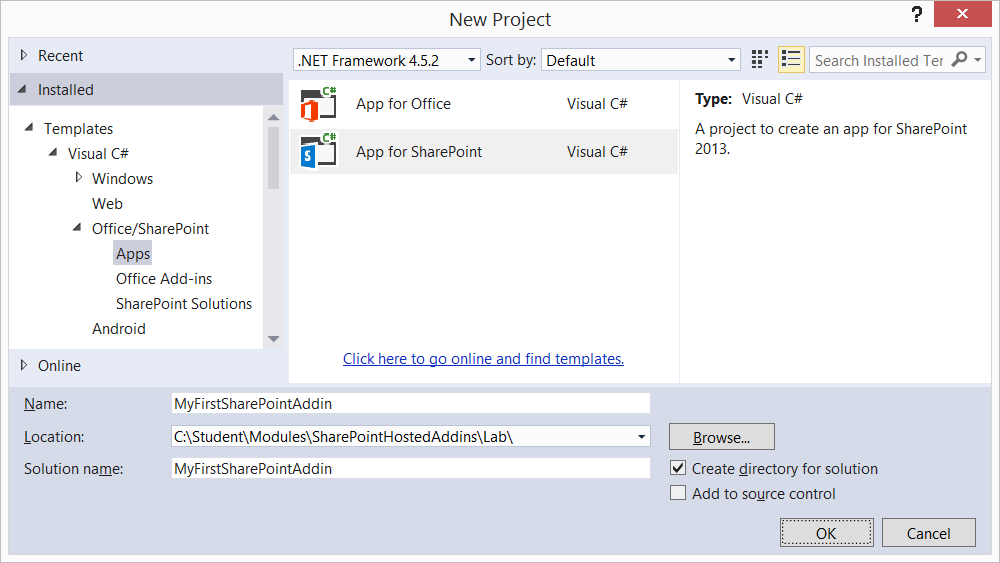 New Project
?
Recent
Installed
Templates
Visual C#
Windows
Web
Office/SharePoint
Apps
Office Add-ins
SharePoint Solutions
Android
Online
.NET Framework 4.5.2
Sort by:
Default
Search Installed Ter
C#
App for Office
Visual C#
C#
S
App for SharePoint
Visual C#
Click here to go online and find templates.
Type: Visual C#
A project to create an app for SharePoint
2013.
Name:
MyFirstSharePointAddin
Location:
C:\Student\Modules\SharePointHostedAddins\Lab\
Browse...
Solution name:
MyFirstSharePointAddin
Create directory for solution
Add to source control
OK
Cancel